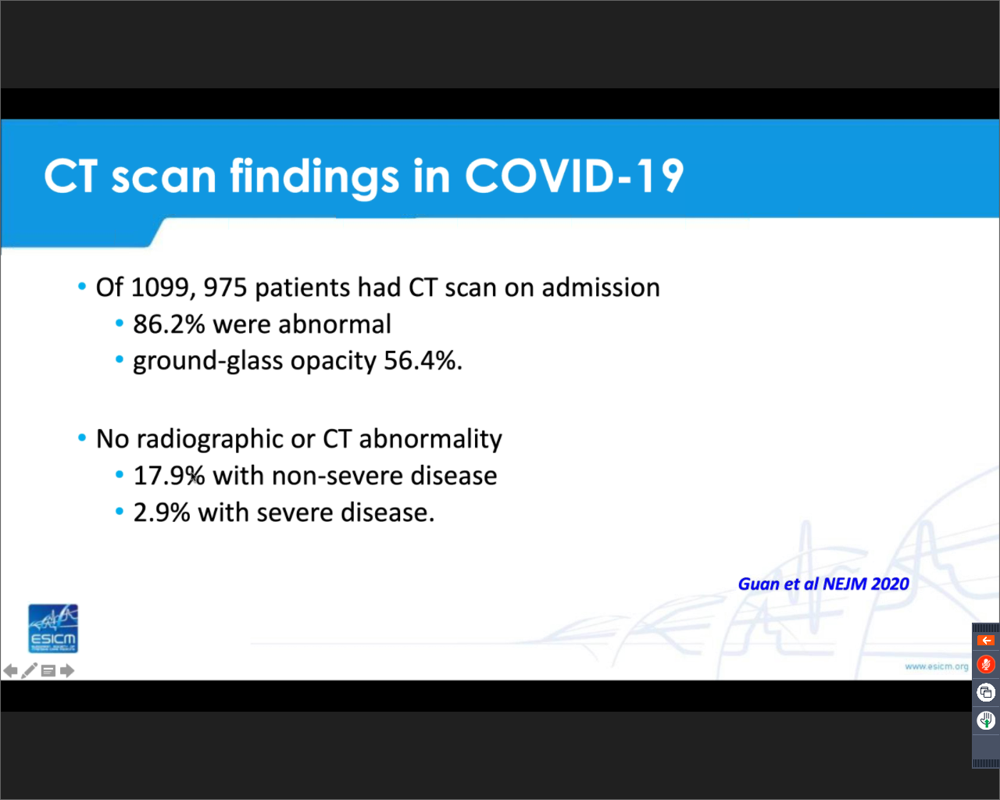 CT scan findings in COVID-19
• Of 1099, 975 patients had CT scan on admission
• 86.2% were abnormal
• ground-glass opacity 56.4%.
• No radiographic or CT abnormality
• 17.9% with non-severe disease
• 2.9% with severe disease.
Guan et al NEJM 2020
ESICM
www.esicm.org